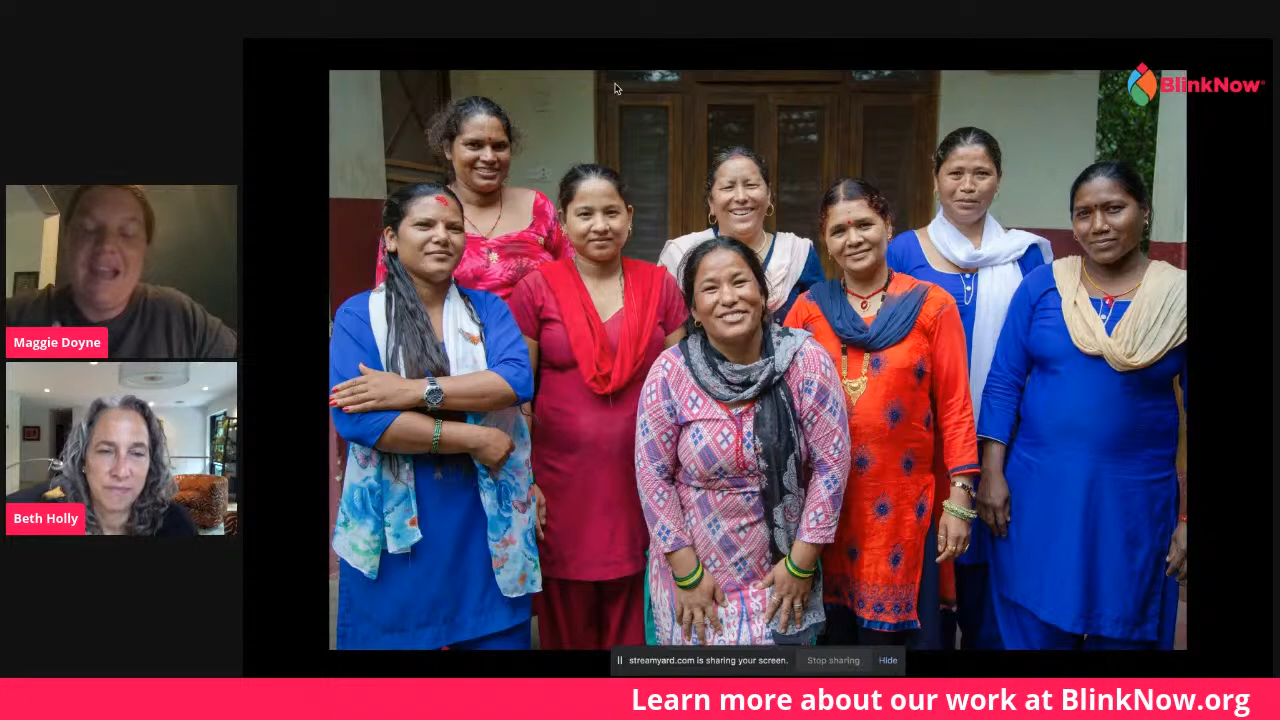 BlinkNow
Maggie Doyne
Beth Holly
streamyard.com is sharing your screen.
Stop sharing
Hide
Learn more about our work at BlinkNow.org